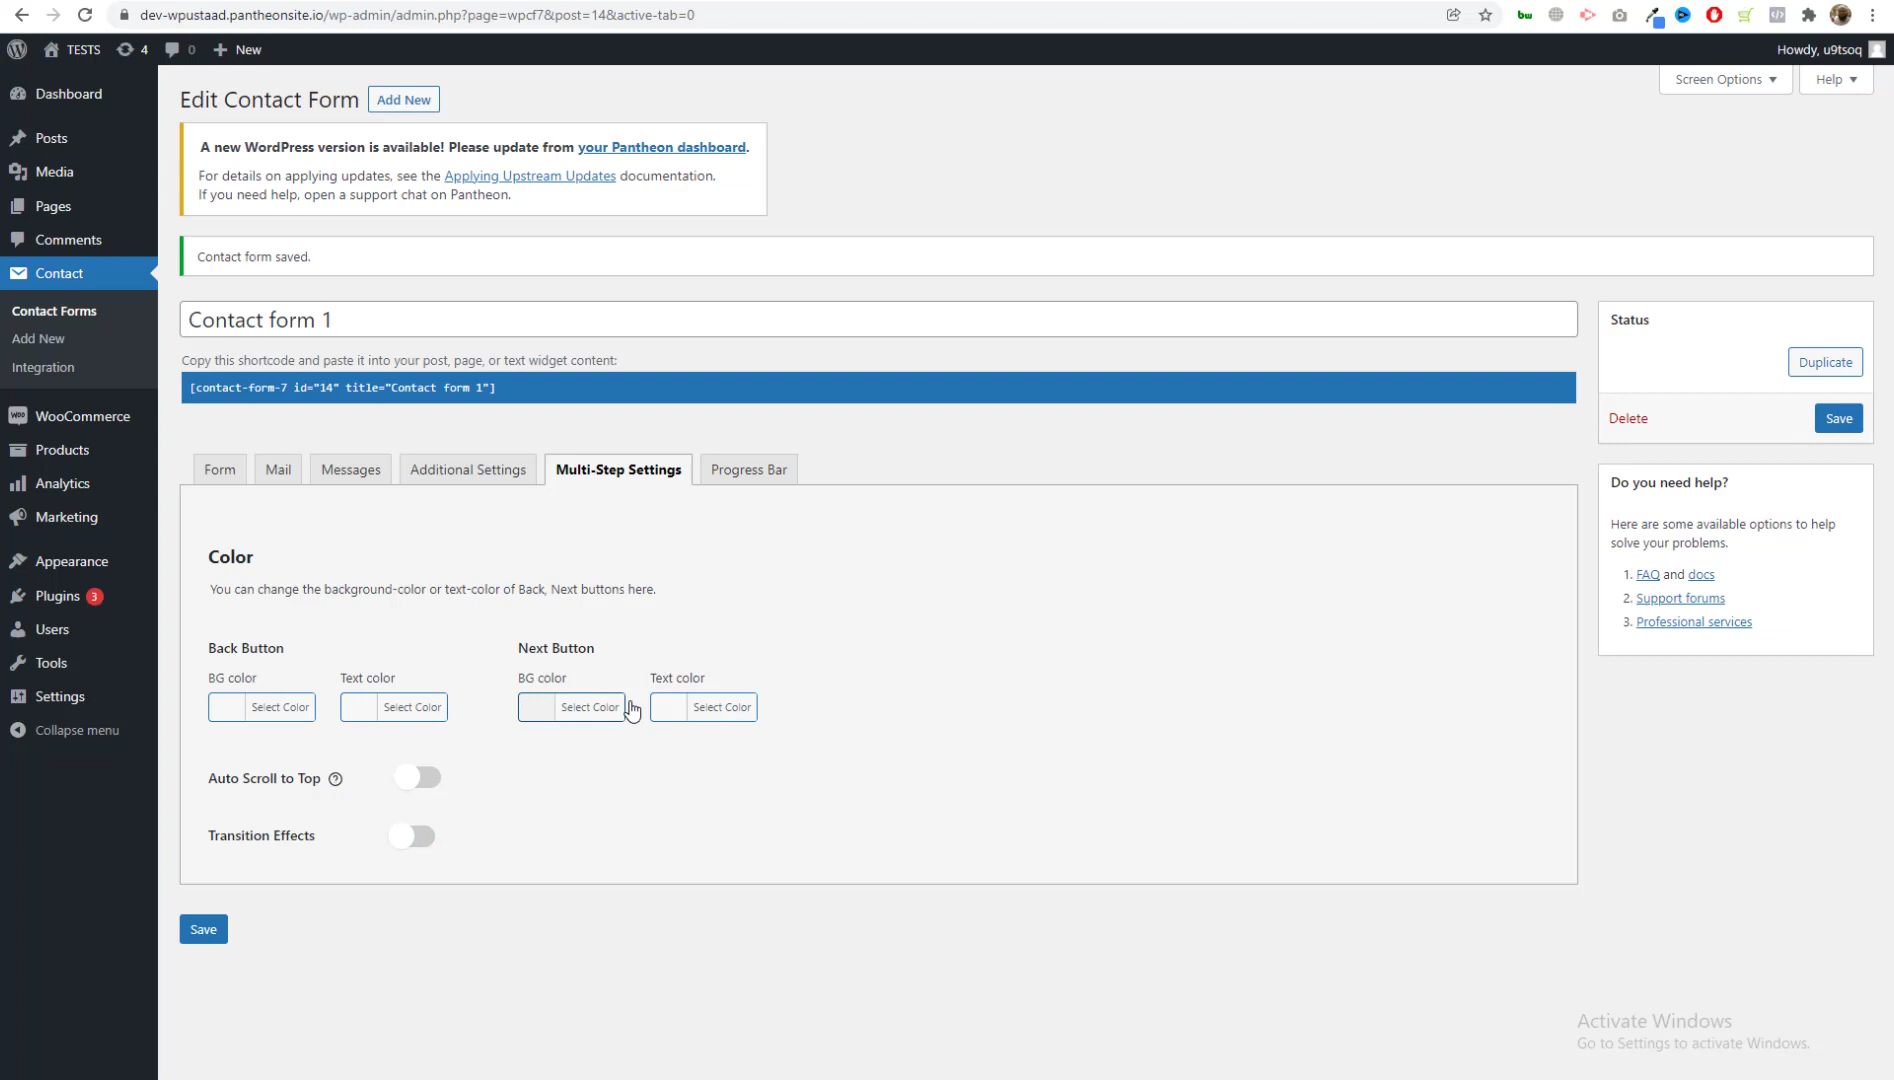 dev-wpustaad.pantheonsite.io/wp-admin/admin.php?page=wpcf7&post=14&active-tab=0
bw
TESTS
4
0
New
Howdy, u9tsoq
Screen Options
Help
Dashboard
Posts
Media
Pages
Comments
Contact
Contact Forms
Add New
Integration
WooCommerce
Products
Analytics
Marketing
Appearance
Plugins 3
Users
Tools
Settings
Collapse menu
Edit Contact Form
Add New
A new WordPress version is available! Please update from your Pantheon dashboard.
For details on applying updates, see the Applying Upstream Updates documentation.
If you need help, open a support chat on Pantheon.
Contact form saved.
Contact form 1
Copy this shortcode and paste it into your post, page, or text widget content:
[contact-form-7 id="14" title="Contact form 1"]
Form
Mail
Messages
Additional Settings
Multi-Step Settings
Progress Bar
Color
You can change the background-color or text-color of Back, Next buttons here.
Back Button
Next Button
BG color
Text color
BG color
Text color
Select Color
Select Color
Select Color
Select Color
Auto Scroll to Top ?
Transition Effects
Save
Status
Duplicate
Delete
Save
Do you need help?
Here are some available options to help
solve your problems.
1. FAQ and docs
2. Support forums
3. Professional services
Activate Windows
Go to Settings to activate Windows.